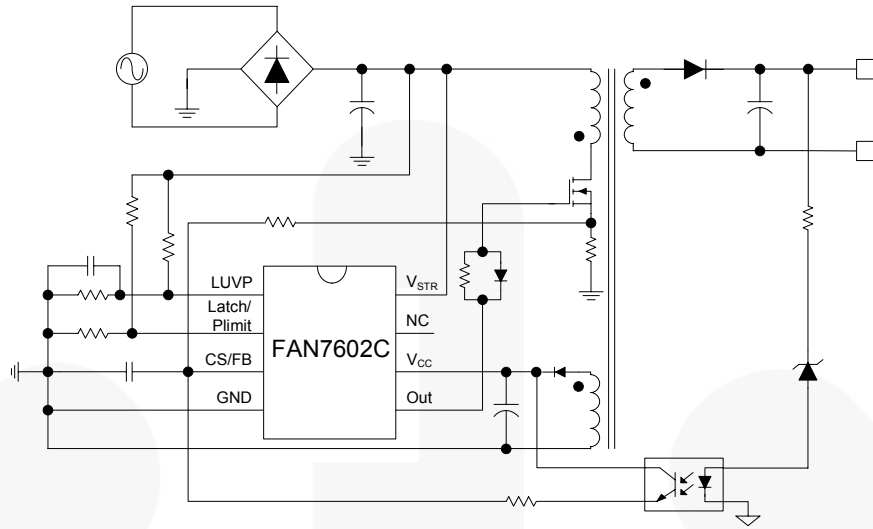 LUVP
Latch/
Plimit
CS/FB
GND
FAN7602C
VSTR
NC
VCC
Out